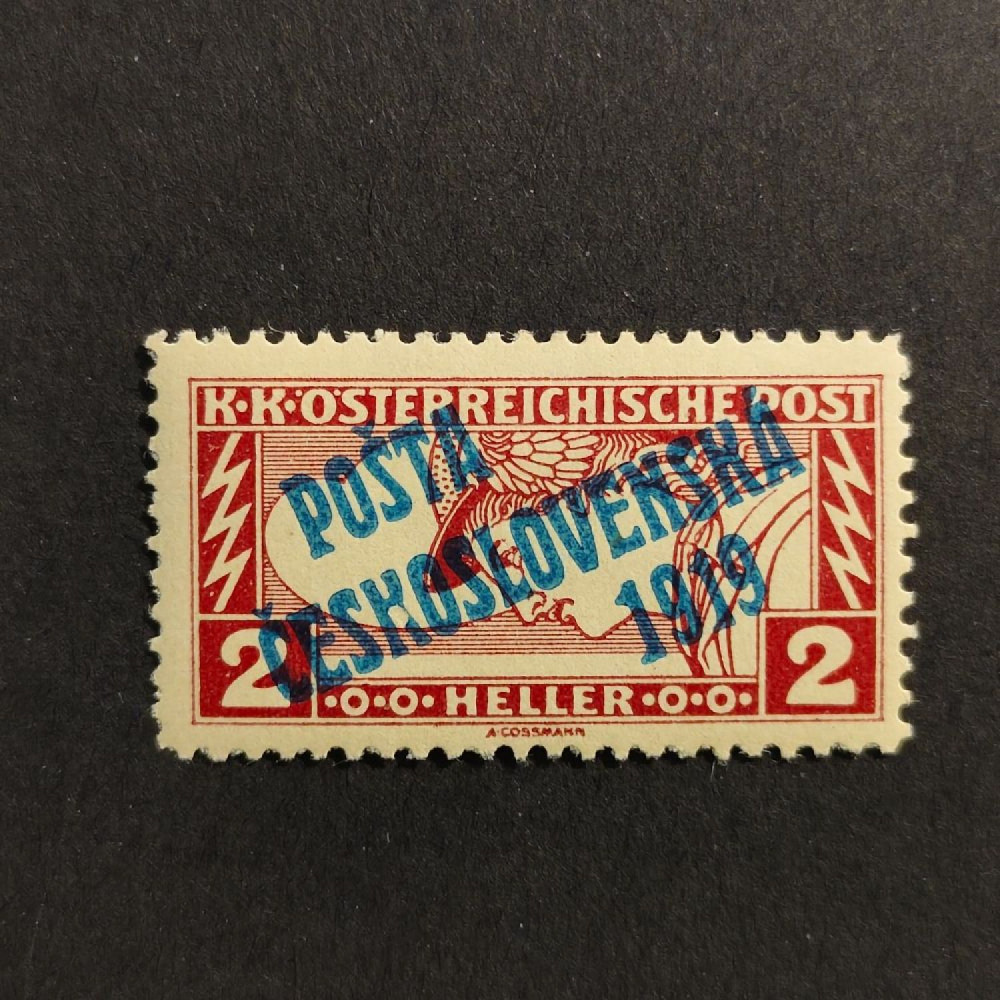 K·K·ÖSTERREICHISCHE POST
POŠTA
ČESKOSLOVENSKÁ
1919
2 ·O·O·HELLER·O·O· 2
A·COSSMANN